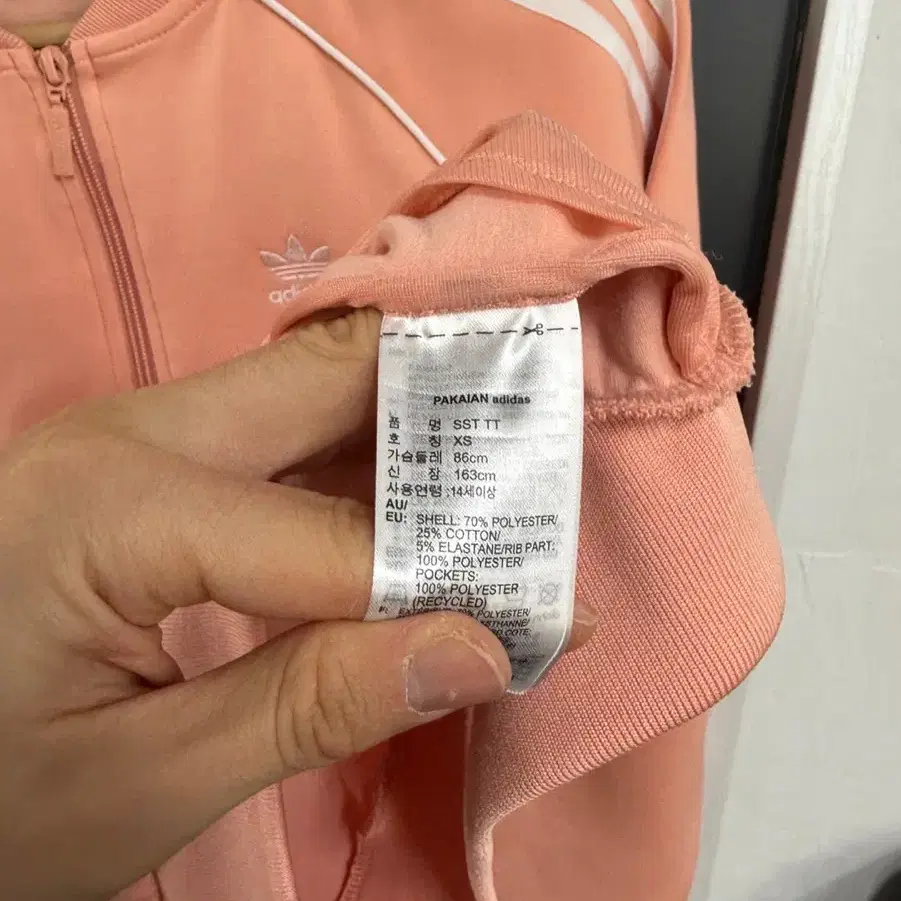 PAKAIAN adidas
품 명 SST TT
호 칭 XS
가슴둘레 86cm
신 장 163cm
사용연령 :14세이상
AU/
EU: SHELL: 70% POLYESTER/
25% COTTON/
5% ELASTANE/RIB PART:
100% POLYESTER/
POCKETS:
100% POLYESTER
(RECYCLED)
70% POLYESTER/